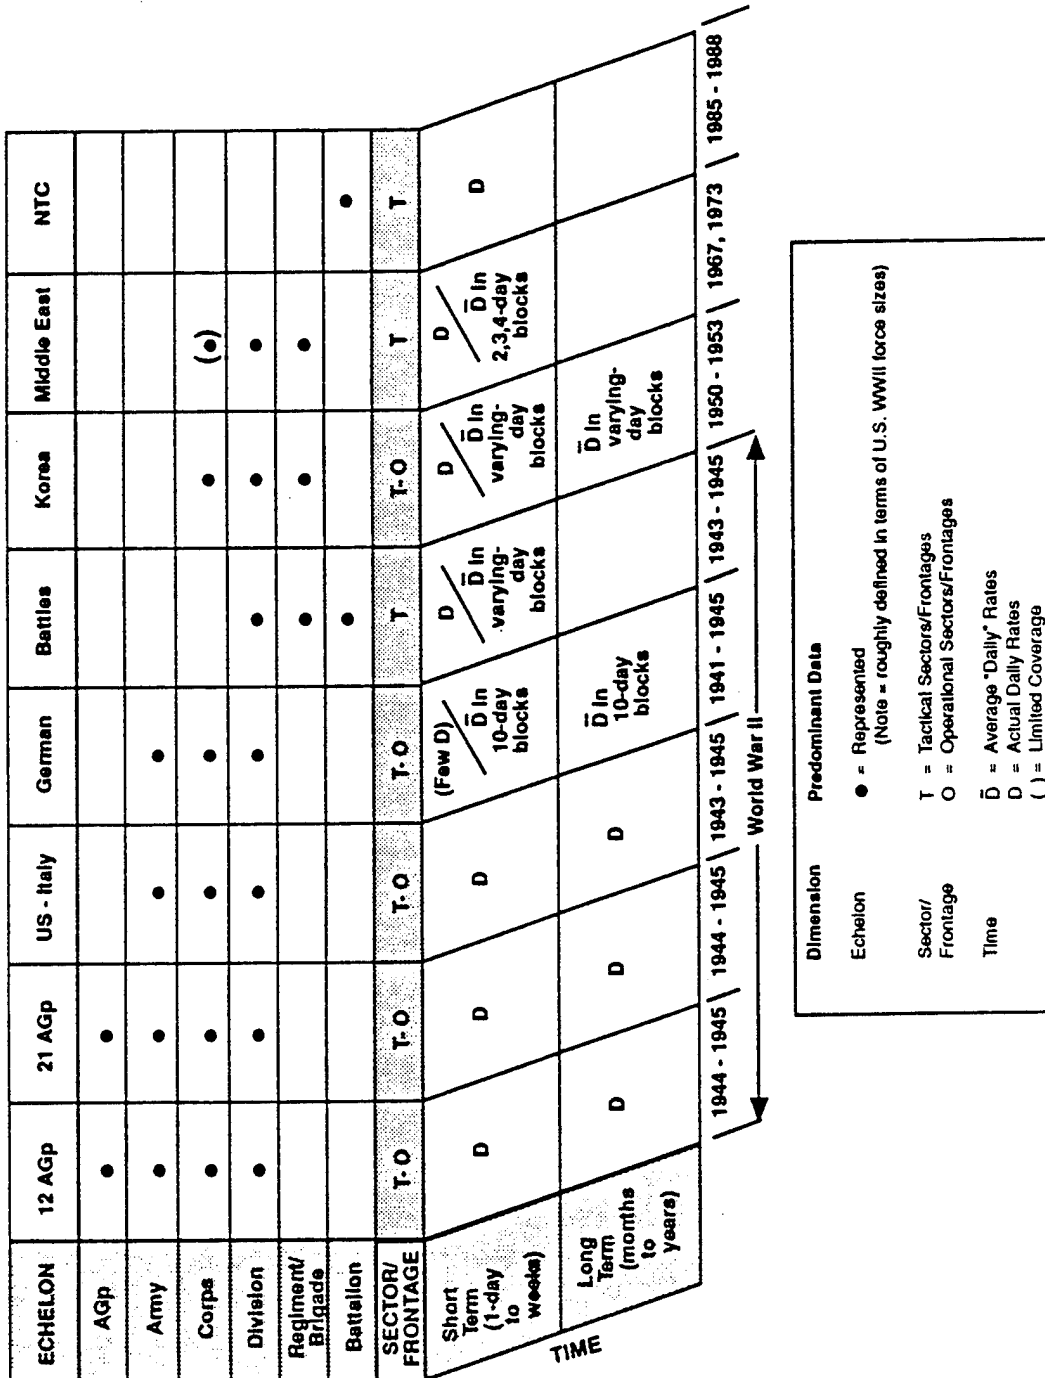 ECHELON 12 AGp 21 AGp US - Italy German Battles Korea Middle East NTC
AGp ● ●
Army ● ● ● ●
Corps ● ● ● ● ● (●)
Division ● ● ● ● ● ● ●
Regiment/ Brigade ● ● ●
Battalion ● ●
SECTOR/ FRONTAGE T-O T-O T-O T-O T T-O T T
TIME
Short
Term
(1-day
to
weeks)
D
D
D
(Few D)
D̅ in
10-day
blocks
D
D̅ in
varying-
day
blocks
D
D̅ in
varying-
day
blocks
D
D̅ in
2,3,4-day
blocks
D
Long
Term
(months
to
years)
D
D
D
D̅ in
10-day
blocks
D̅ in
varying-
day
blocks
1944 - 1945 \ 1944 - 1945 \ 1943 - 1945 \ 1941 - 1945 \ 1943 - 1945 \ 1950 - 1953 \ 1967, 1973 \ 1985 - 1988
World War II
Dimension Predominant Data
Echelon ● = Represented
(Note = roughly defined in terms of U.S. WWII force sizes)
Sector/ T = Tactical Sectors/Frontages
Frontage O = Operational Sectors/Frontages
Time D̅ = Average "Daily" Rates
D = Actual Daily Rates
( ) = Limited Coverage